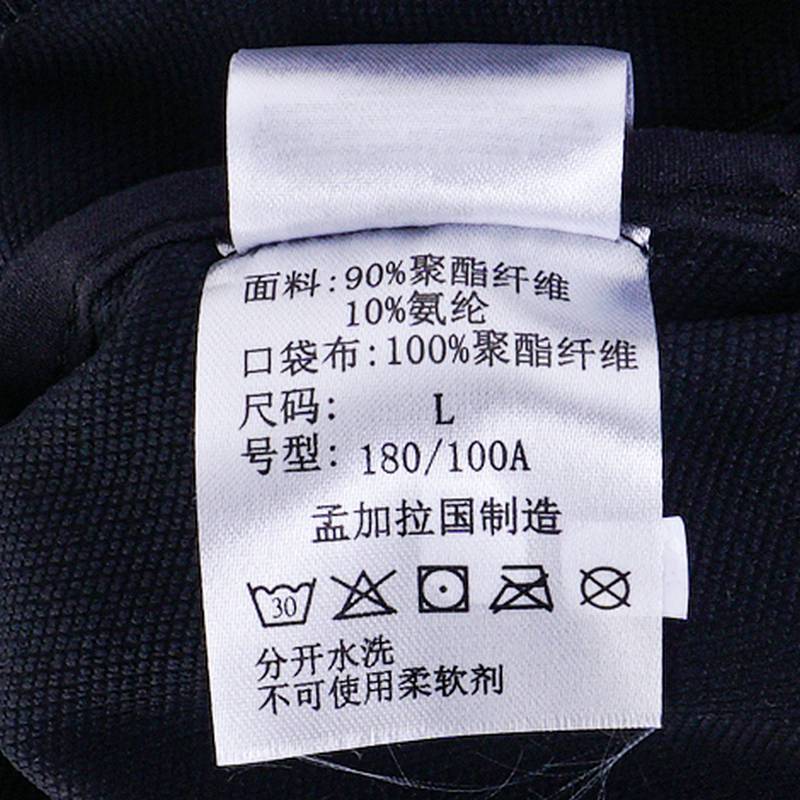 面料:90%聚酯纤维
10%氨纶
口袋布:100%聚酯纤维
尺码: L
号型: 180/100A
孟加拉国制造
30
分开水洗
不可使用柔软剂